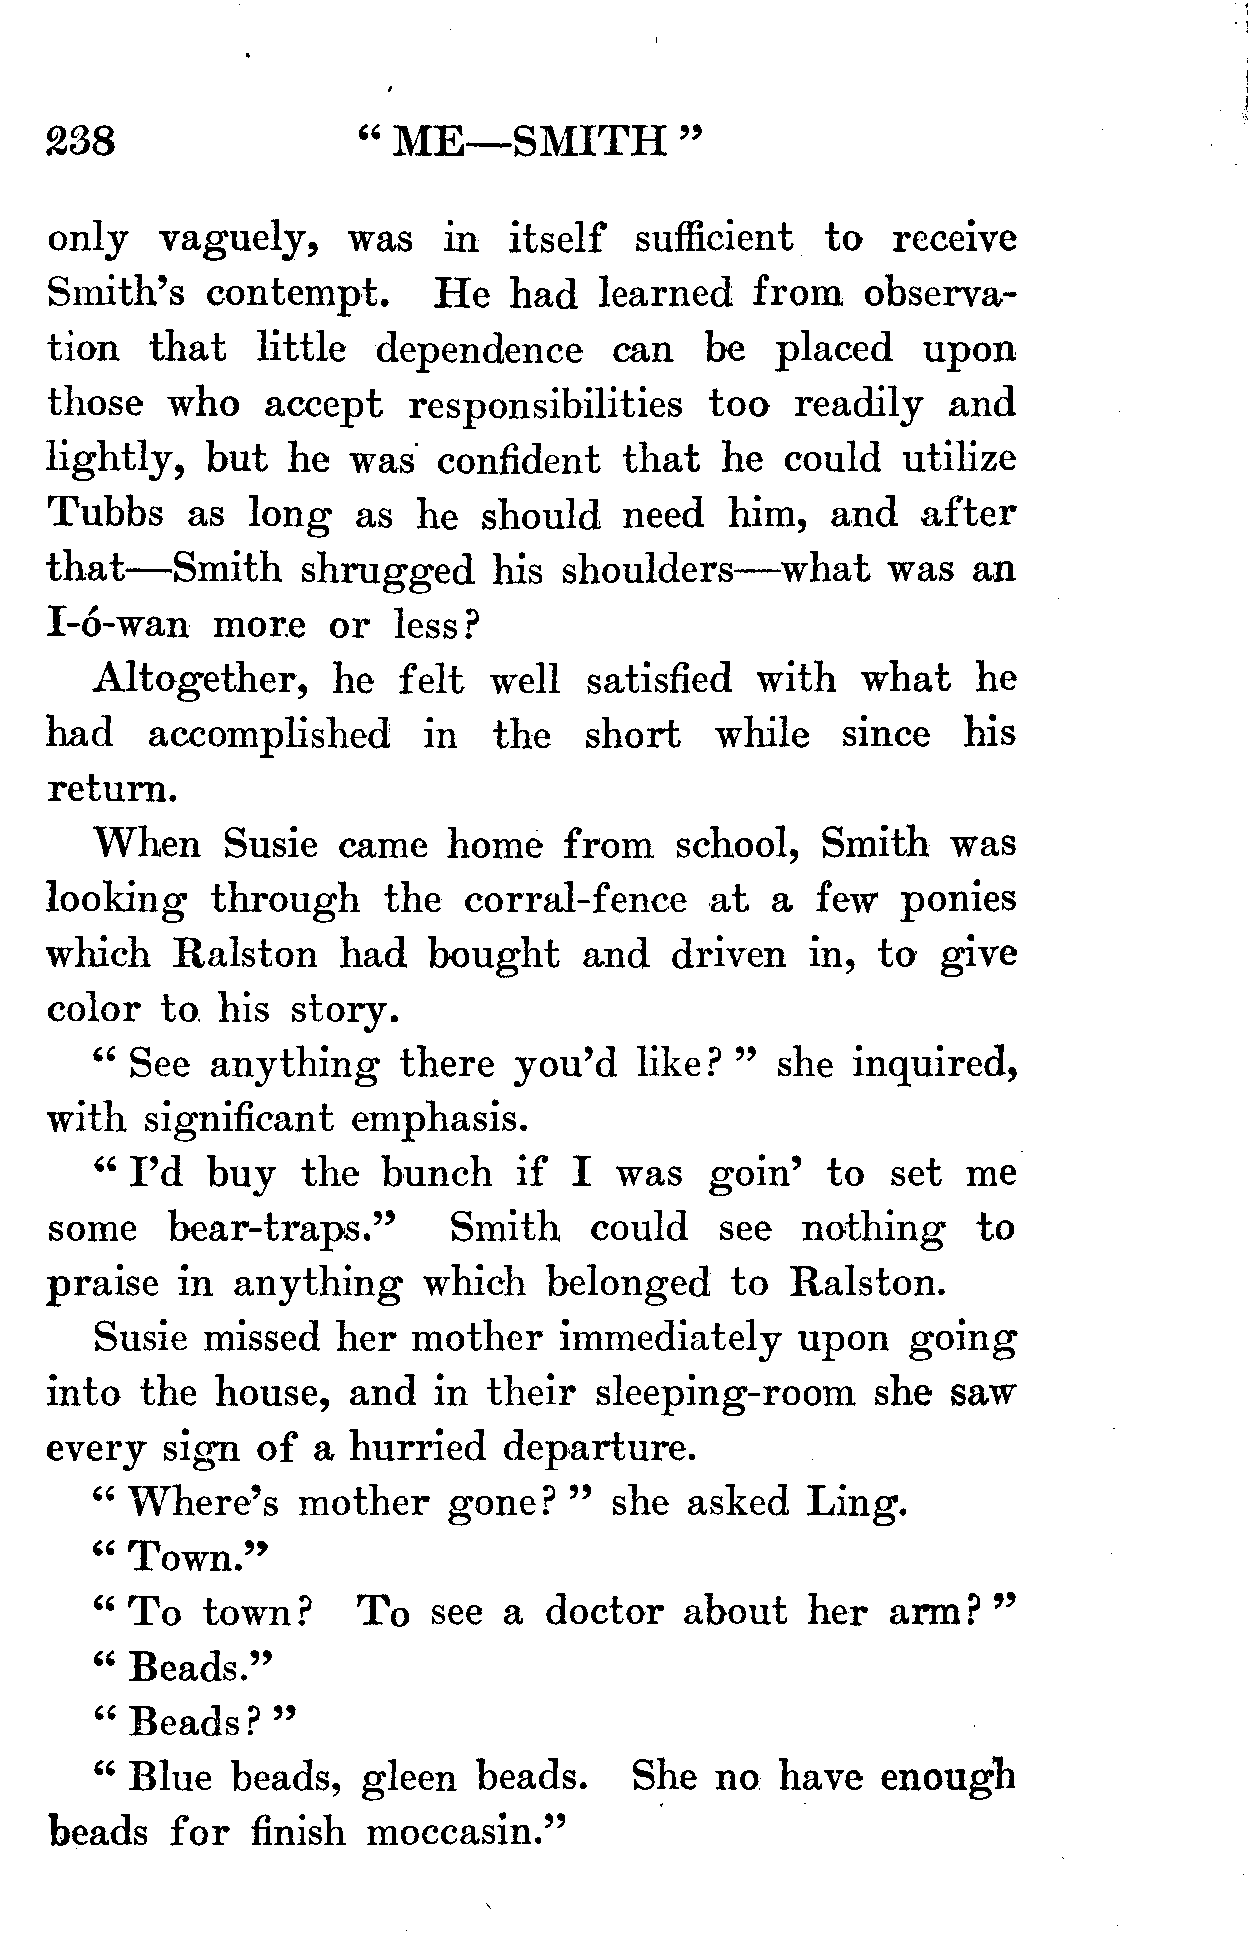 238 “ ME—SMITH ”
only vaguely, was in itself sufficient to receive
Smith’s contempt. He had learned from observa-
tion that little dependence can be placed upon
those who accept responsibilities too readily and
lightly, but he was confident that he could utilize
Tubbs as long as he should need him, and after
that—Smith shrugged his shoulders—what was an
I-ó-wan more or less?
Altogether, he felt well satisfied with what he
had accomplished in the short while since his
return.
When Susie came home from school, Smith was
looking through the corral-fence at a few ponies
which Ralston had bought and driven in, to give
color to his story.
“ See anything there you’d like? ” she inquired,
with significant emphasis.
“ I’d buy the bunch if I was goin’ to set me
some bear-traps.” Smith could see nothing to
praise in anything which belonged to Ralston.
Susie missed her mother immediately upon going
into the house, and in their sleeping-room she saw
every sign of a hurried departure.
“ Where’s mother gone? ” she asked Ling.
“ Town.”
“ To town? To see a doctor about her arm? ”
“ Beads.”
“ Beads? ”
“ Blue beads, gleen beads. She no have enough
beads for finish moccasin.”